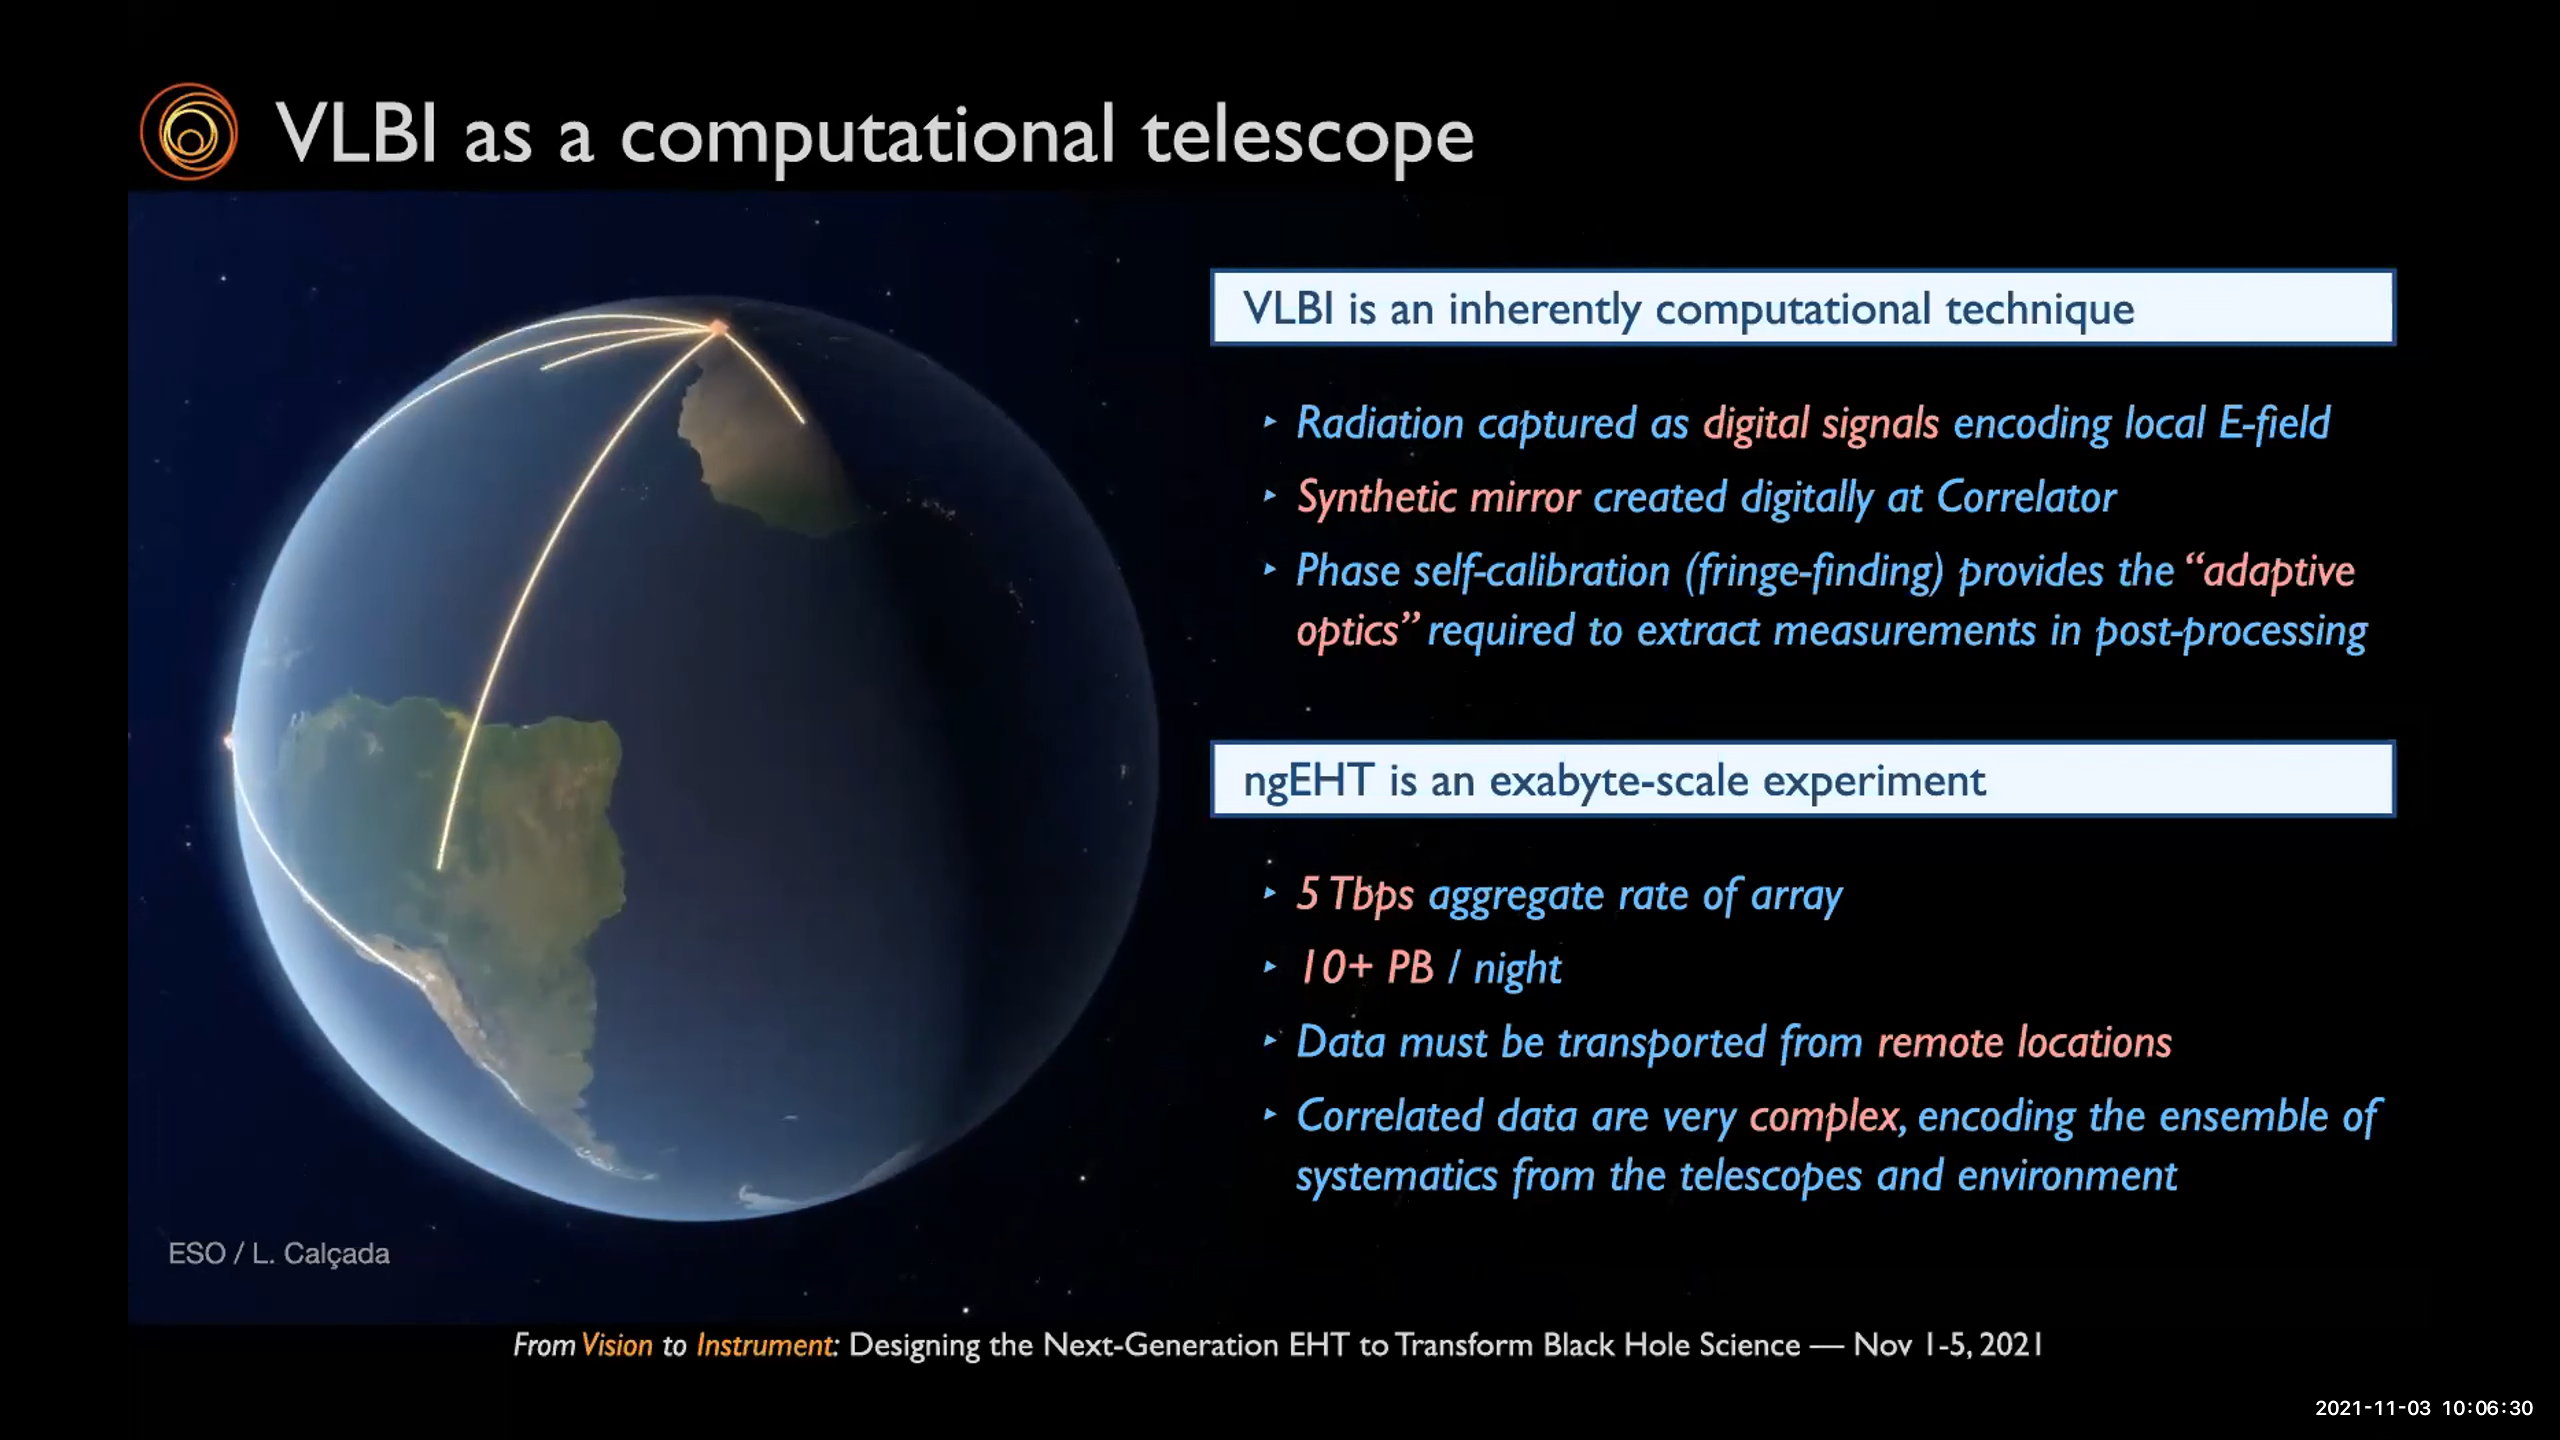 VLBI as a computational telescope
VLBI is an inherently computational technique
‣ Radiation captured as digital signals encoding local E-field
‣ Synthetic mirror created digitally at Correlator
‣ Phase self-calibration (fringe-finding) provides the “adaptive
optics” required to extract measurements in post-processing
ngEHT is an exabyte-scale experiment
‣ 5 Tbps aggregate rate of array
‣ 10+ PB / night
‣ Data must be transported from remote locations
‣ Correlated data are very complex, encoding the ensemble of
systematics from the telescopes and environment
ESO / L. Calçada
From Vision to Instrument: Designing the Next-Generation EHT to Transform Black Hole Science — Nov 1-5, 2021
2021-11-03 10:06:30